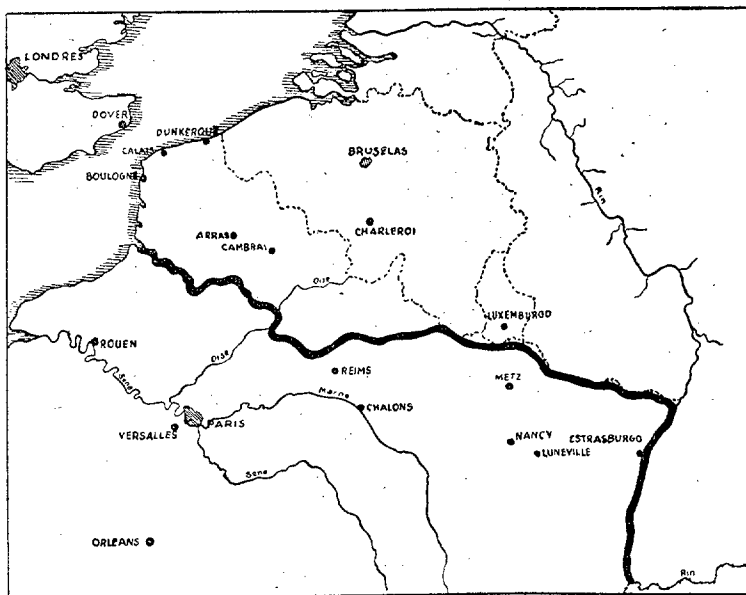 LONDRES
DOVER
DUNKERQUE
CALAIS
BRUSELAS
BOULOGNE
Rin
CHARLEROI
ARRAS
CAMBRAI
Oise
LUXEMBURGO
ROUEN
Oise
REIMS
METZ
Sena
Marne
CHALONS
PARIS
VERSALLES
NANCY
ESTRASBURGO
LUNEVILLE
Sena
ORLEANS
Rin